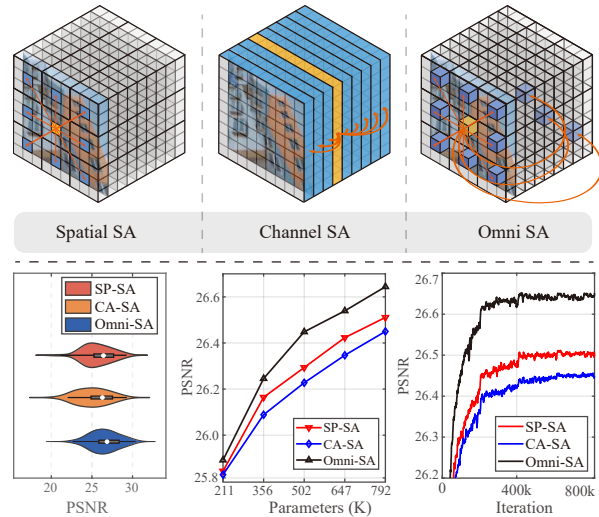 Spatial SA
Channel SA
Omni SA
SP-SA
CA-SA
Omni-SA
20
25
30
PSNR
PSNR
26.6
26.4
26.2
26.0
25.8
SP-SA
CA-SA
Omni-SA
211
356
502
647
792
Parameters (K)
PSNR
26.7
26.6
26.5
26.4
26.3
26.2
SP-SA
CA-SA
Omni-SA
0
400k
800k
Iteration